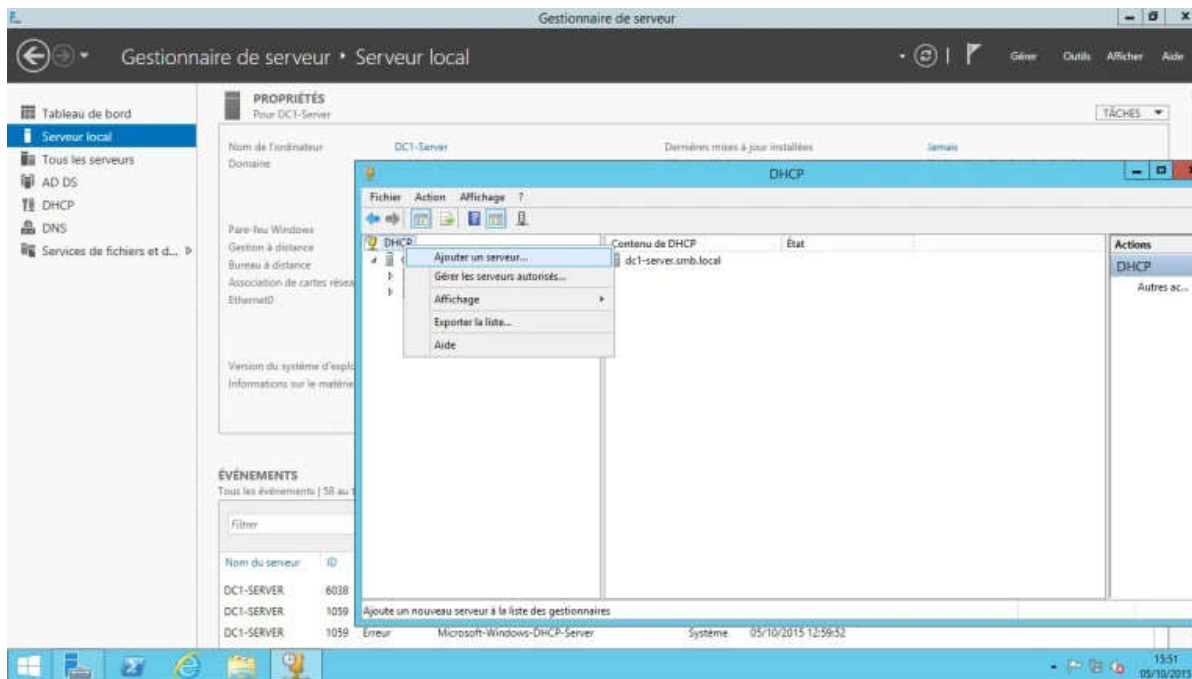 Gestionnaire de serveur
Gestionnaire de serveur • Serveur local
Gérer Outils Afficher Aide
Tableau de bord
Serveur local
Tous les serveurs
AD DS
DHCP
DNS
Services de fichiers et d...
PROPRIÉTÉS
Pour DC1-Server
TÂCHES
Nom de l'ordinateur DC1-Server Dernières mises à jour installées Jamais
Domaine
Pare-feu Windows
Gestion à distance
Bureau à distance
Association de cartes résea
Ethernet0
Version du système d'explo
Informations sur le matérie
DHCP
Fichier Action Affichage ?
DHCP
Ajouter un serveur...
Gérer les serveurs autorisés...
Affichage
Exporter la liste...
Aide
Contenu de DHCP État
dc1-server.smb.local
Actions
DHCP
Autres ac...
Ajoute un nouveau serveur à la liste des gestionnaires
ÉVÉNEMENTS
Tous les événements | 58 au
Filtrer
Nom du serveur ID
DC1-SERVER 6038
DC1-SERVER 1059
DC1-SERVER 1059 Erreur Microsoft-Windows-DHCP-Server Système 05/10/2015 12:59:52
15:51
05/10/2015